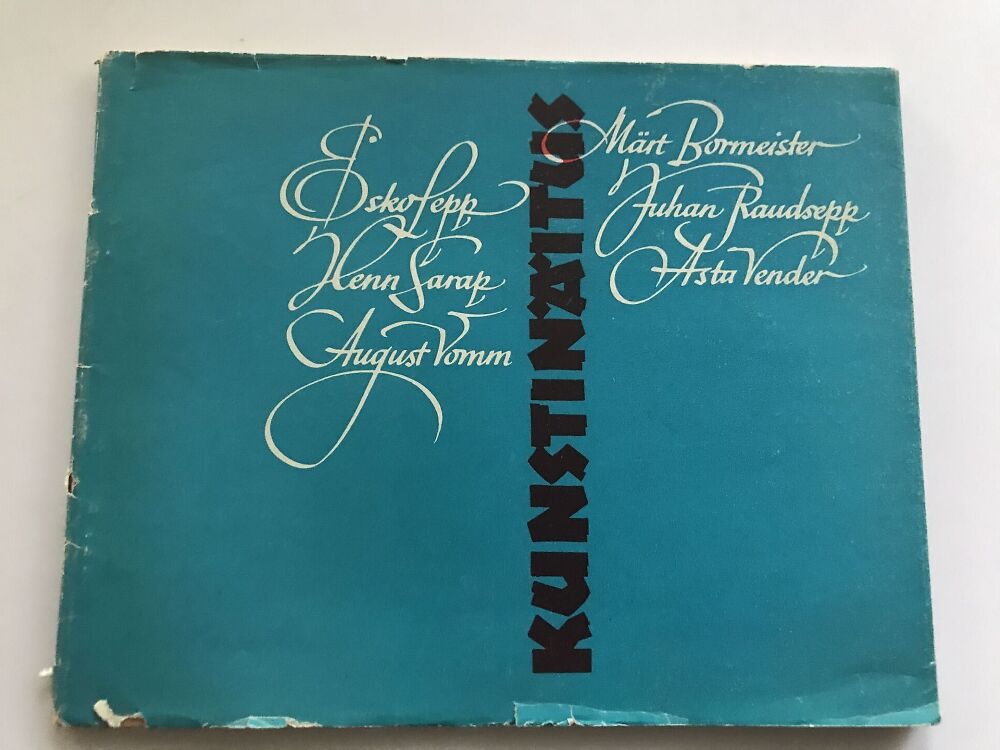 Esko Lepp
Henn Sarap
August Vomm
KUNSTINÄITUS
Märt Bormeister
Juhan Raudsepp
Asta Vender